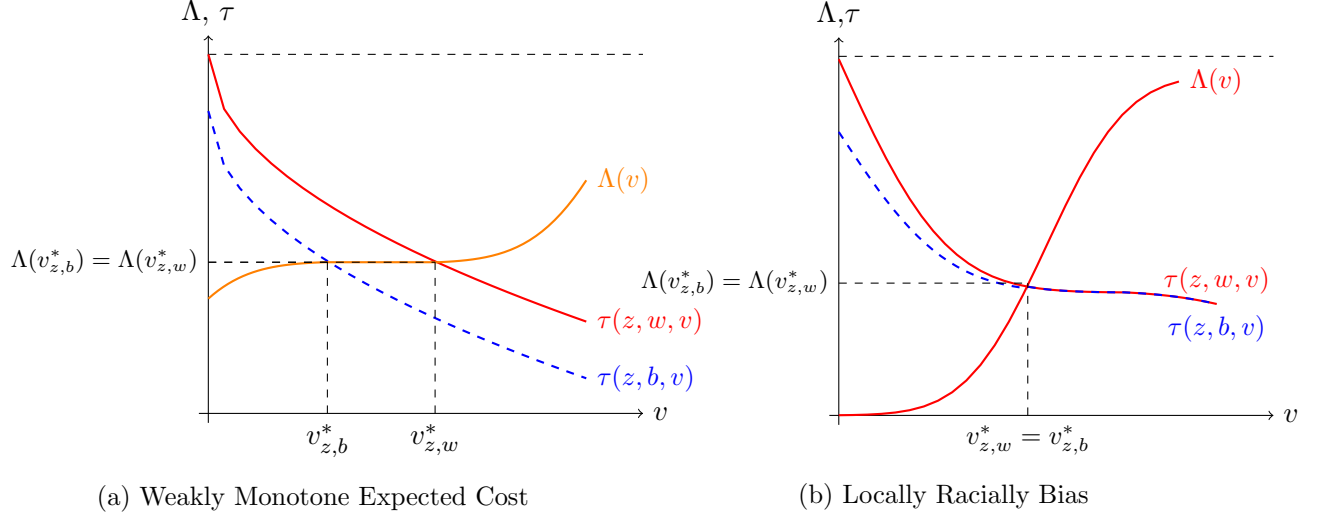 Λ, τ
Λ(v)
Λ(v*z,b) = Λ(v*z,w)
τ(z, w, v)
τ(z, b, v)
v
v*z,b
v*z,w
(a) Weakly Monotone Expected Cost
Λ,τ
Λ(v)
Λ(v*z,b) = Λ(v*z,w)
τ(z, w, v)
τ(z, b, v)
v
v*z,w = v*z,b
(b) Locally Racially Bias